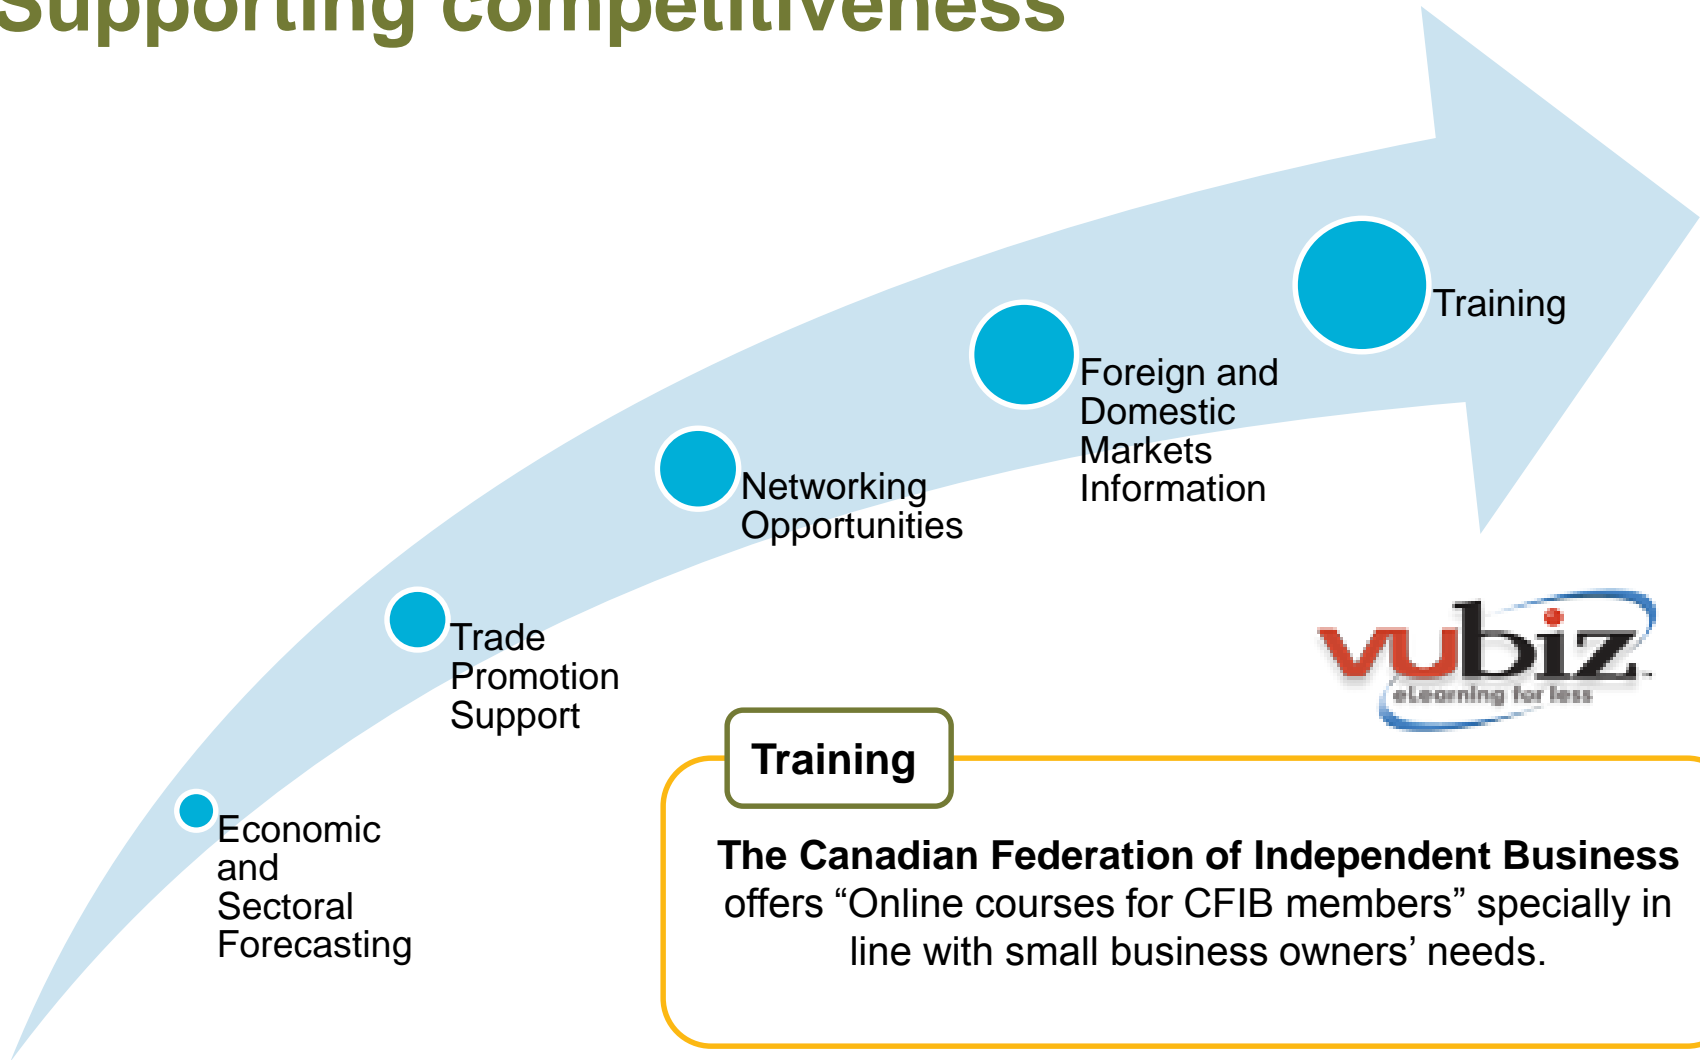 Supporting competitiveness
Training
Foreign and
Domestic
Markets
Information
Networking
Opportunities
Trade
Promotion
Support
Economic
and
Sectoral
Forecasting
vubiz
eLearning for less
Training
The Canadian Federation of Independent Business
offers “Online courses for CFIB members” specially in
line with small business owners’ needs.